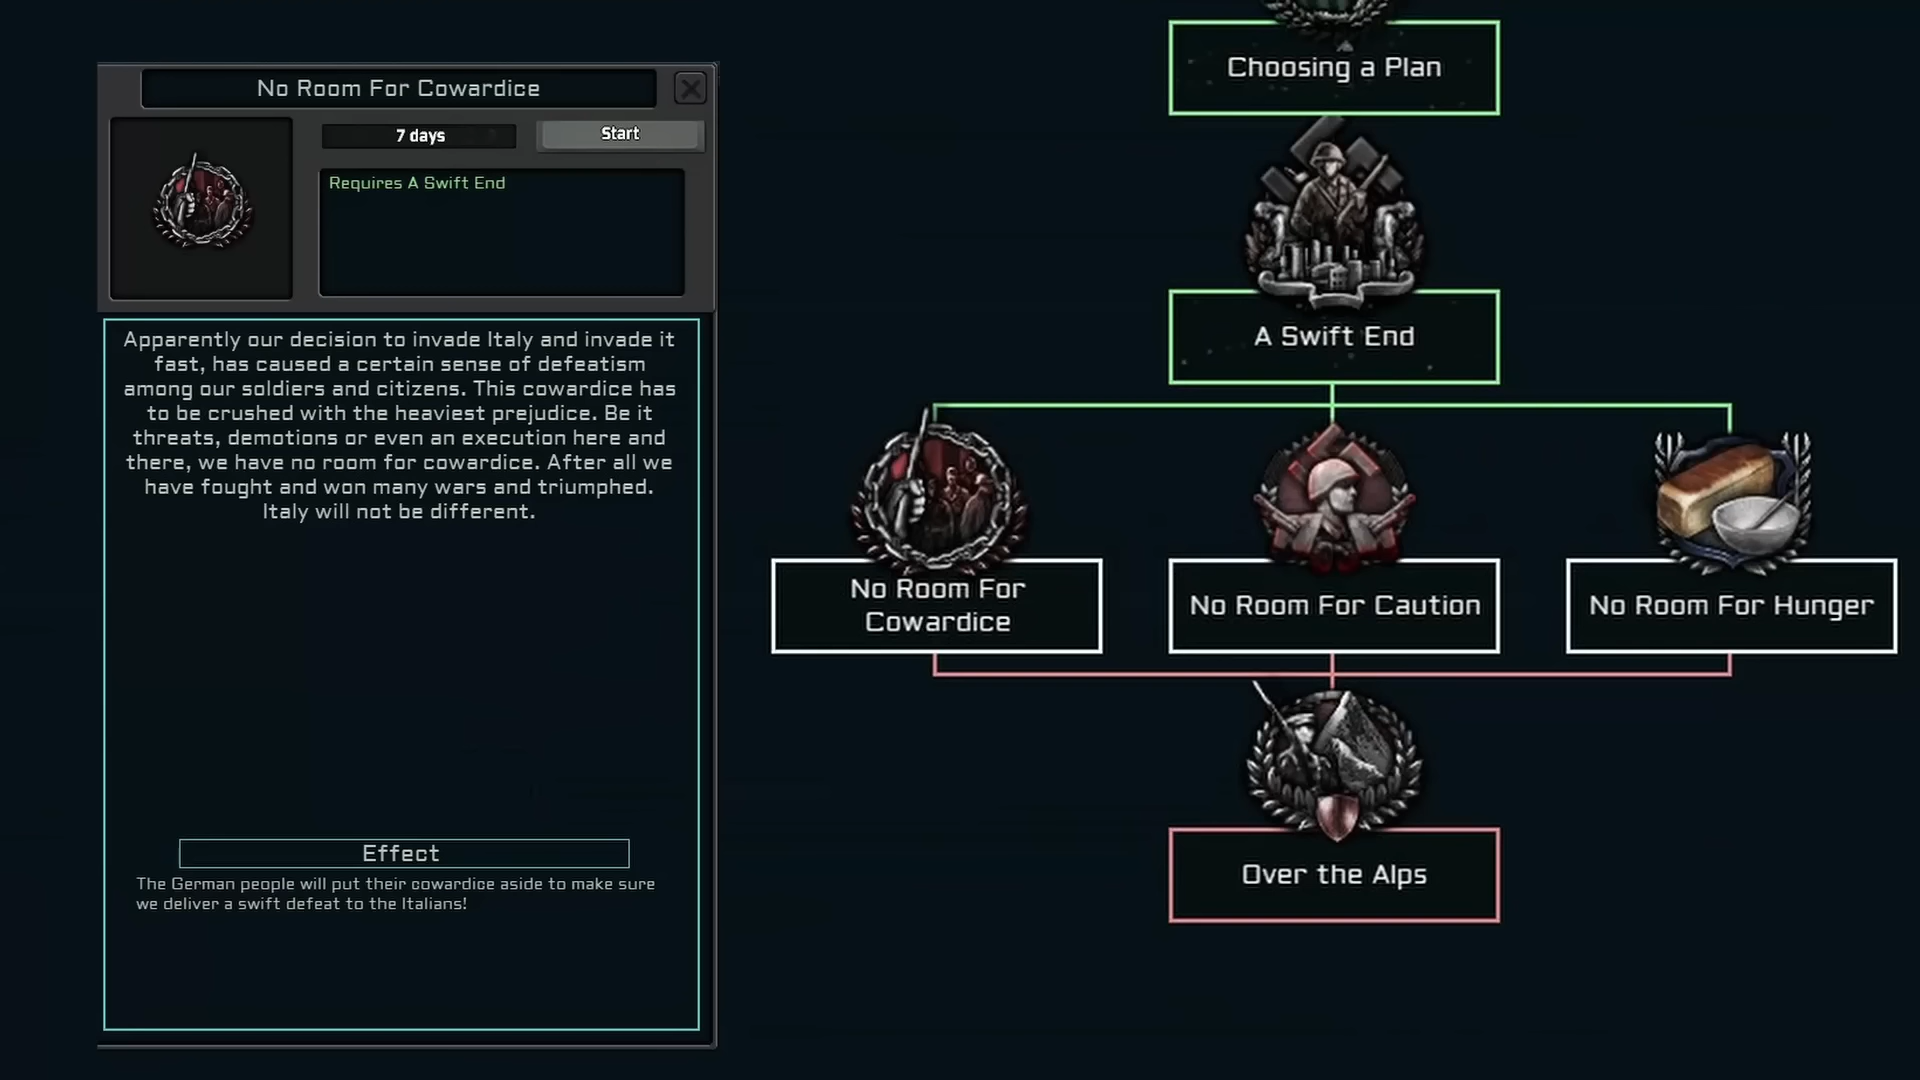 No Room For Cowardice
7 days
Start
Requires A Swift End
Apparently our decision to invade Italy and invade it
fast, has caused a certain sense of defeatism
among our soldiers and citizens. This cowardice has
to be crushed with the heaviest prejudice. Be it
threats, demotions or even an execution here and
there, we have no room for cowardice. After all we
have fought and won many wars and triumphed.
Italy will not be different.
Effect
The German people will put their cowardice aside to make sure
we deliver a swift defeat to the Italians!
Choosing a Plan
A Swift End
No Room For
Cowardice
No Room For Caution
No Room For Hunger
Over the Alps